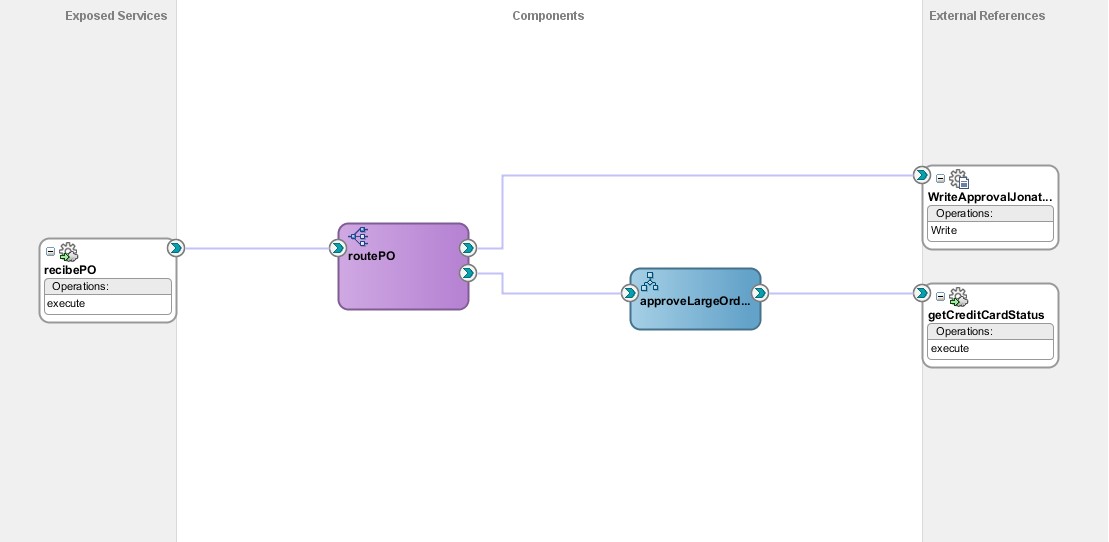 Exposed Services
Components
External References
recibePO
Operations:
execute
routePO
approveLargeOrd...
WriteApprovalJonat...
Operations:
Write
getCreditCardStatus
Operations:
execute